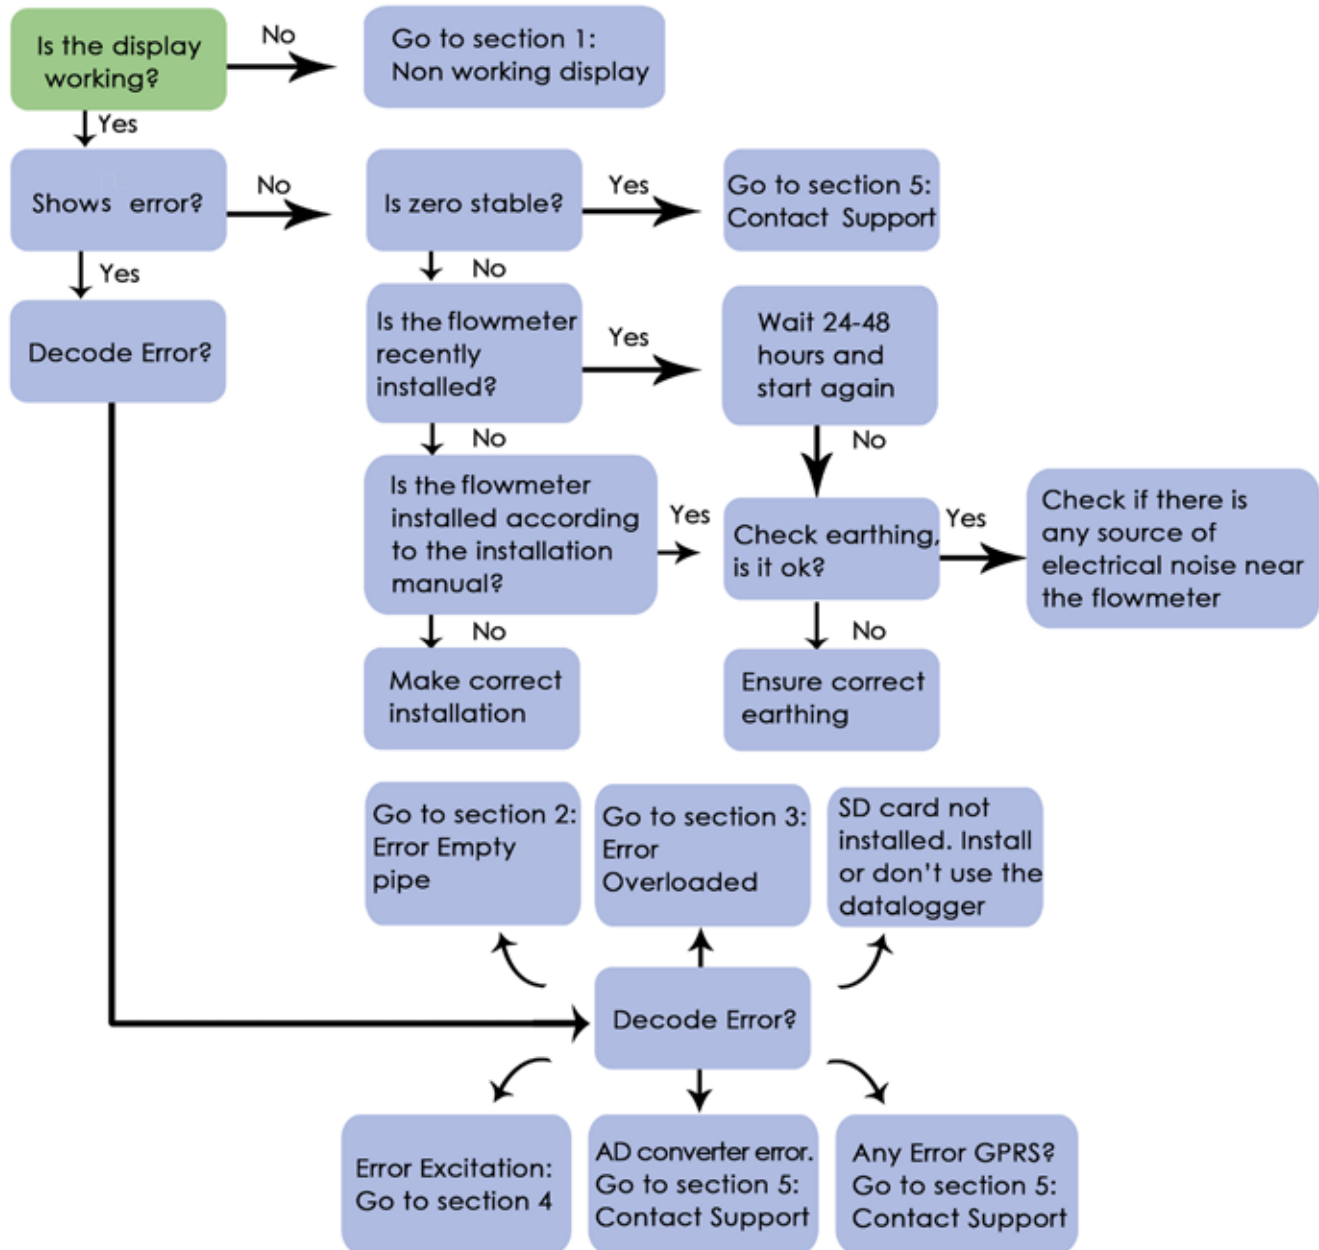 Is the display
working?
No
Go to section 1:
Non working display
Yes
Shows error?
No
Is zero stable?
Yes
Go to section 5:
Contact Support
Yes
No
Decode Error?
Is the flowmeter
recently
installed?
Yes
Wait 24-48
hours and
start again
No
No
Is the flowmeter
installed according
to the installation
manual?
Yes
Check earthing,
is it ok?
Yes
Check if there is
any source of
electrical noise near
the flowmeter
No
No
Make correct
installation
Ensure correct
earthing
Go to section 2:
Error Empty
pipe
Go to section 3:
Error
Overloaded
SD card not
installed. Install
or don't use the
datalogger
Decode Error?
Error Excitation:
Go to section 4
AD converter error.
Go to section 5:
Contact Support
Any Error GPRS?
Go to section 5:
Contact Support